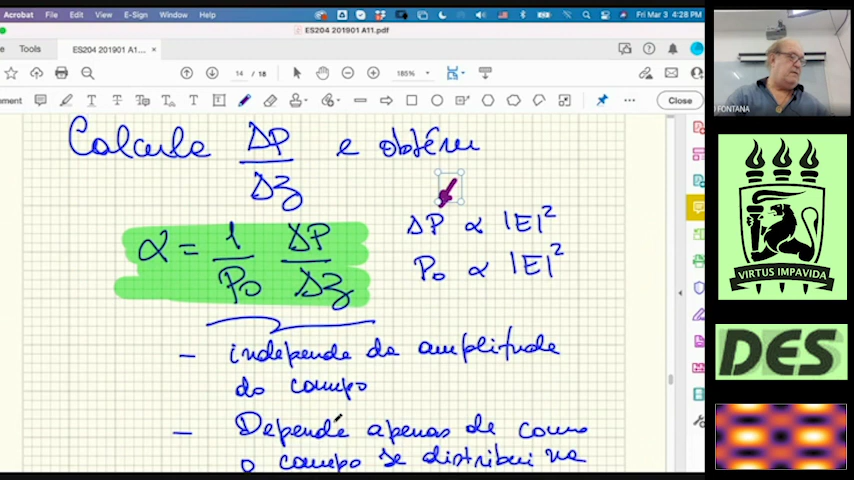 Acrobat File Edit View E-Sign Window Help Fri Mar 3 4:28 PM
ES204 201901 A11.pdf
Tools ES204 201901 A1... ×
14 / 18 185%
mment T T T Close
Calcula ΔP/Δz e obtém
α = 1/P₀ ΔP/Δz
ΔP ∝ |E|²
P₀ ∝ |E|²
- independe da amplitude
do campo
- Depende apenas de como
o campo se distribui na
FONTANA
VIRTUS IMPAVIDA
DES